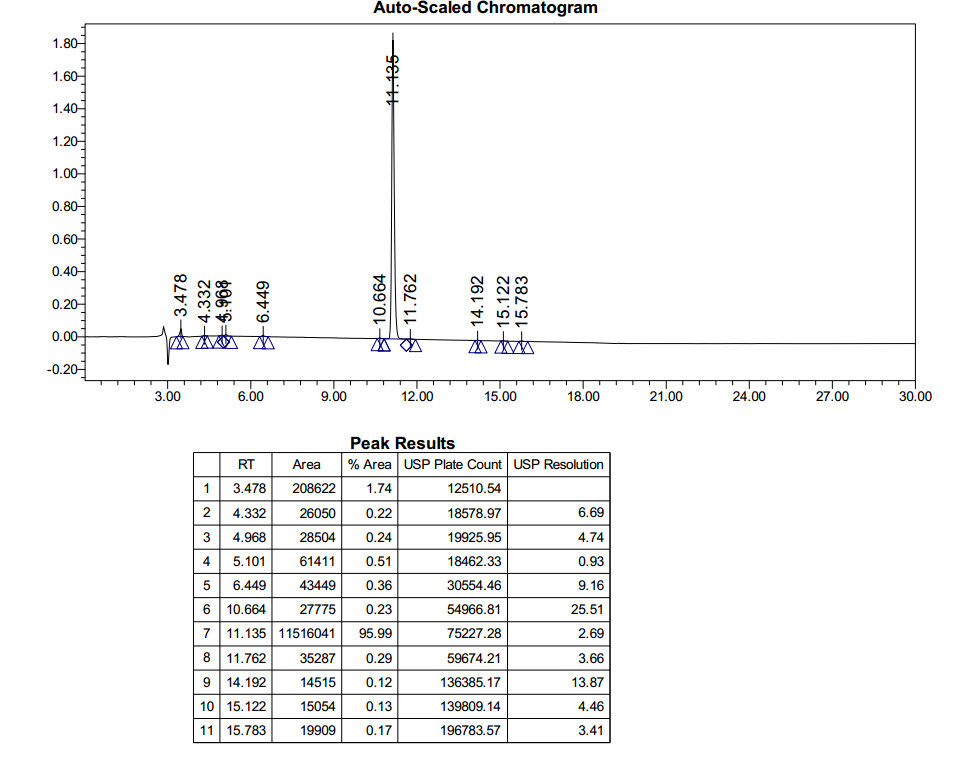 Auto-Scaled Chromatogram
1.80
1.60
1.40
1.20
1.00
0.80
0.60
0.40
0.20
0.00
-0.20
3.478
4.332
4.968
5.101
6.449
10.664
11.135
11.762
14.192
15.122
15.783
3.00 6.00 9.00 12.00 15.00 18.00 21.00 24.00 27.00 30.00
Peak Results
RT Area % Area USP Plate Count USP Resolution
1 3.478 208622 1.74 12510.54
2 4.332 26050 0.22 18578.97 6.69
3 4.968 28504 0.24 19925.95 4.74
4 5.101 61411 0.51 18462.33 0.93
5 6.449 43449 0.36 30554.46 9.16
6 10.664 27775 0.23 54966.81 25.51
7 11.135 11516041 95.99 75227.28 2.69
8 11.762 35287 0.29 59674.21 3.66
9 14.192 14515 0.12 136385.17 13.87
10 15.122 15054 0.13 139809.14 4.46
11 15.783 19909 0.17 196783.57 3.41